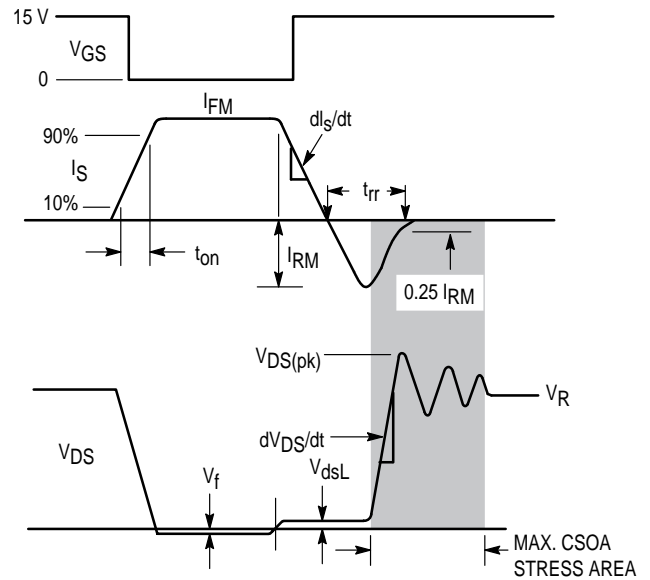 15 V
VGS
0
IFM
90%
dIs/dt
IS
trr
10%
ton
IRM
0.25 IRM
VDS(pk)
VR
dVDS/dt
VDS
Vf
VdsL
MAX. CSOA
STRESS AREA